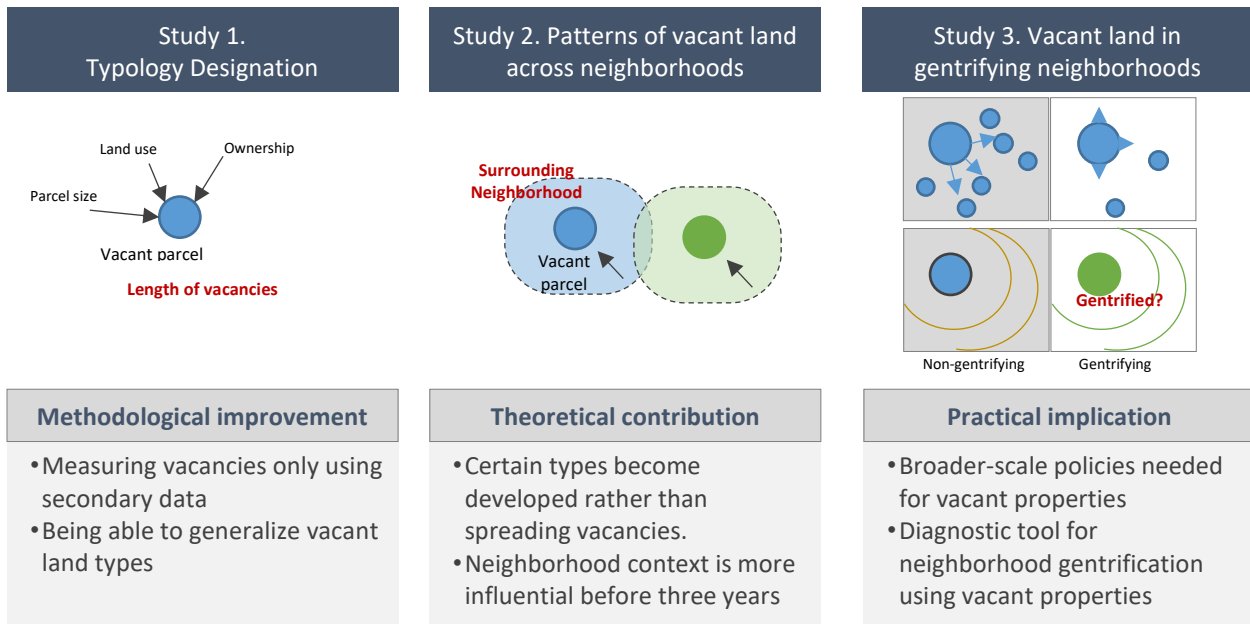 Study 1.
Typology Designation
Land use
Ownership
Parcel size
Vacant parcel
Length of vacancies
Methodological improvement
•Measuring vacancies only using
secondary data
•Being able to generalize vacant
land types
Study 2. Patterns of vacant land
across neighborhoods
Surrounding
Neighborhood
Vacant
parcel
Theoretical contribution
•Certain types become
developed rather than
spreading vacancies.
•Neighborhood context is more
influential before three years
Study 3. Vacant land in
gentrifying neighborhoods
Gentrified?
Non-gentrifying
Gentrifying
Practical implication
•Broader-scale policies needed
for vacant properties
•Diagnostic tool for
neighborhood gentrification
using vacant properties